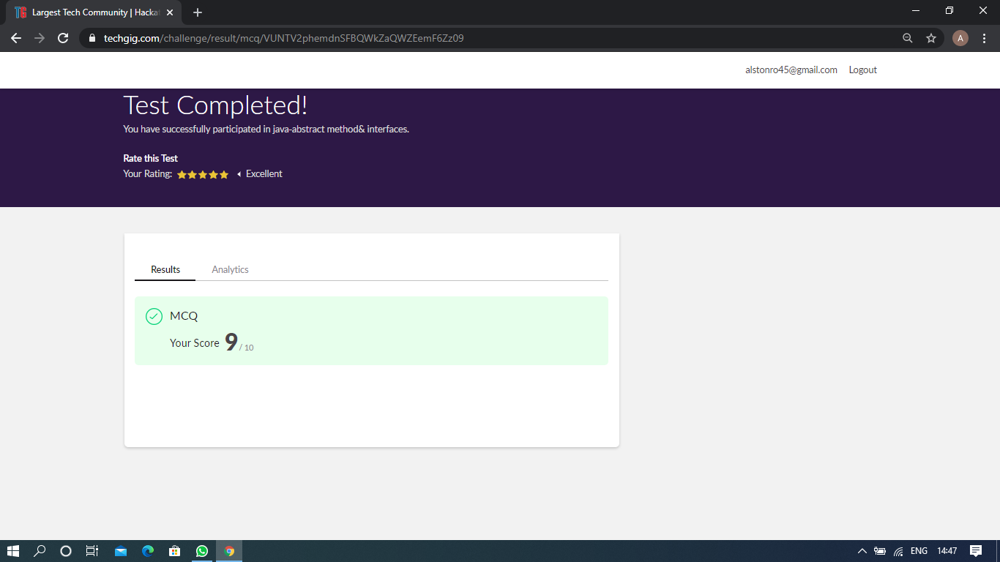 Largest Tech Community | Hacka
techgig.com/challenge/result/mcq/VUNTV2phemdnSFBQWkZaQWZEemF6Zz09
A
alstonro45@gmail.com Logout
Test Completed!
You have successfully participated in java-abstract method& interfaces.
Rate this Test
Your Rating: Excellent
Results Analytics
MCQ
Your Score 9 / 10
ENG 14:47